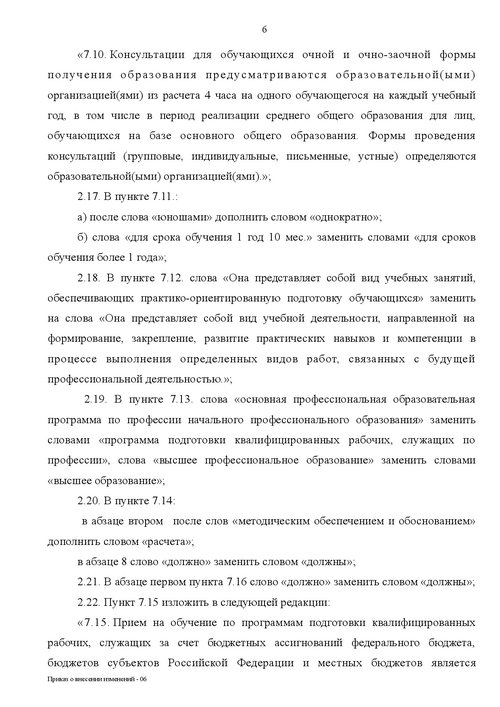 6
«7.10. Консультации для обучающихся очной и очно-заочной формы
получения образования предусматриваются образовательной(ыми)
организацией(ями) из расчета 4 часа на одного обучающегося на каждый учебный
год, в том числе в период реализации среднего общего образования для лиц,
обучающихся на базе основного общего образования. Формы проведения
консультаций (групповые, индивидуальные, письменные, устные) определяются
образовательной(ыми) организацией(ями).»;
2.17. В пункте 7.11.:
а) после слова «юношами» дополнить словом «однократно»;
б) слова «для срока обучения 1 год 10 мес.» заменить словами «для сроков
обучения более 1 года»;
2.18. В пункте 7.12. слова «Она представляет собой вид учебных занятий,
обеспечивающих практико-ориентированную подготовку обучающихся» заменить
на слова «Она представляет собой вид учебной деятельности, направленной на
формирование, закрепление, развитие практических навыков и компетенции в
процессе выполнения определенных видов работ, связанных с будущей
профессиональной деятельностью.»;
2.19. В пункте 7.13. слова «основная профессиональная образовательная
программа по профессии начального профессионального образования» заменить
словами «программа подготовки квалифицированных рабочих, служащих по
профессии», слова «высшее профессиональное образование» заменить словами
«высшее образование»;
2.20. В пункте 7.14:
в абзаце втором после слов «методическим обеспечением и обоснованием»
дополнить словом «расчета»;
в абзаце 8 слово «должно» заменить словом «должны»;
2.21. В абзаце первом пункта 7.16 слово «должно» заменить словом «должны»;
2.22. Пункт 7.15 изложить в следующей редакции:
«7.15. Прием на обучение по программам подготовки квалифицированных
рабочих, служащих за счет бюджетных ассигнований федерального бюджета,
бюджетов субъектов Российской Федерации и местных бюджетов является
Приказ о внесении изменений - 06